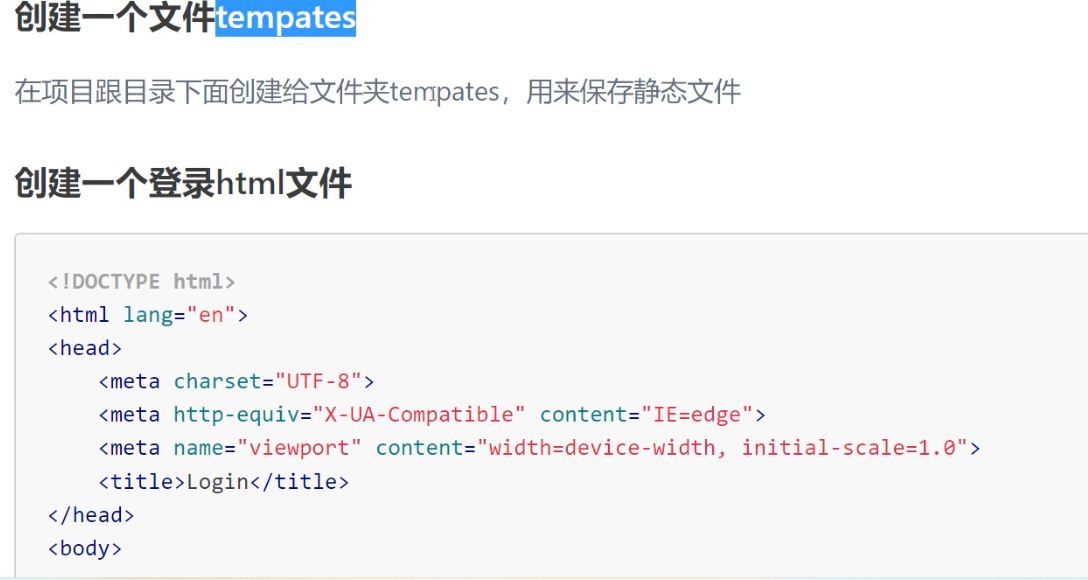 创建一个文件tempates
在项目跟目录下面创建给文件夹tempates，用来保存静态文件
创建一个登录html文件
<!DOCTYPE html>
<html lang="en">
<head>
    <meta charset="UTF-8">
    <meta http-equiv="X-UA-Compatible" content="IE=edge">
    <meta name="viewport" content="width=device-width, initial-scale=1.0">
    <title>Login</title>
</head>
<body>